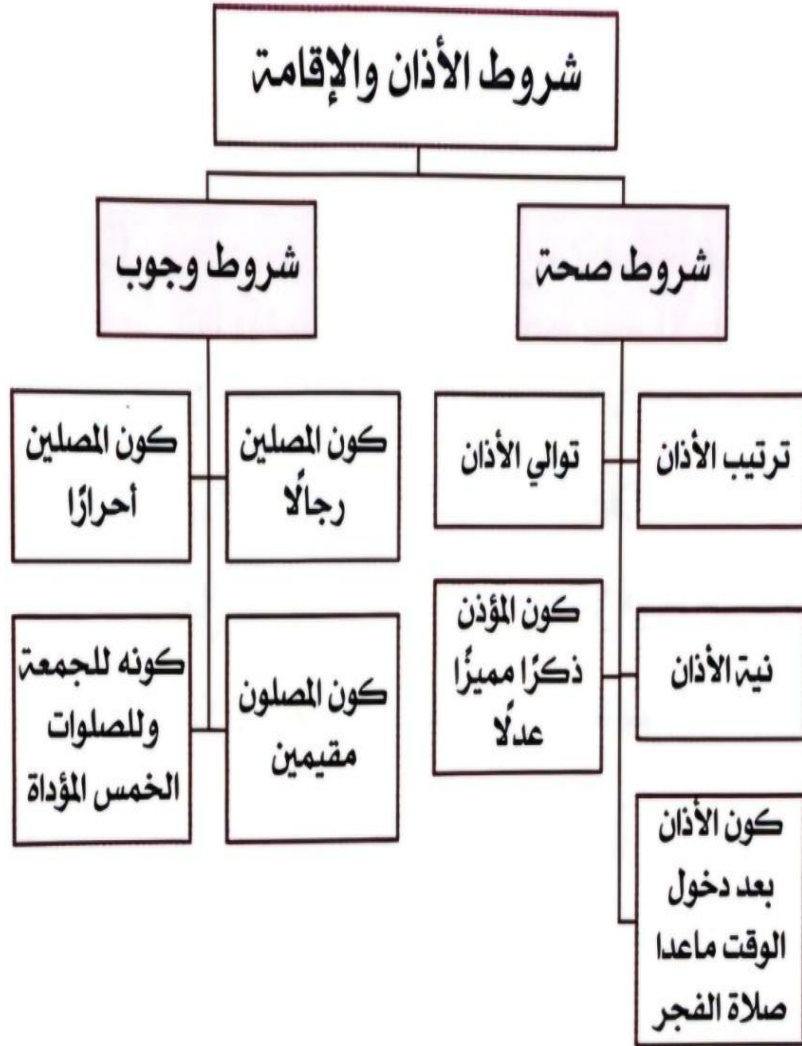 شروط الأذان والإقامة
شروط صحة
شروط وجوب
ترتيب الأذان
توالي الأذان
نية الأذان
كون المؤذن
ذكرًا مميزًا
عدلًا
كون الأذان
بعد دخول
الوقت ماعدا
صلاة الفجر
كون المصلين
رجالًا
كون المصلين
أحرارًا
كون المصلون
مقيمين
كونه للجمعة
وللصلوات
الخمس المؤداة